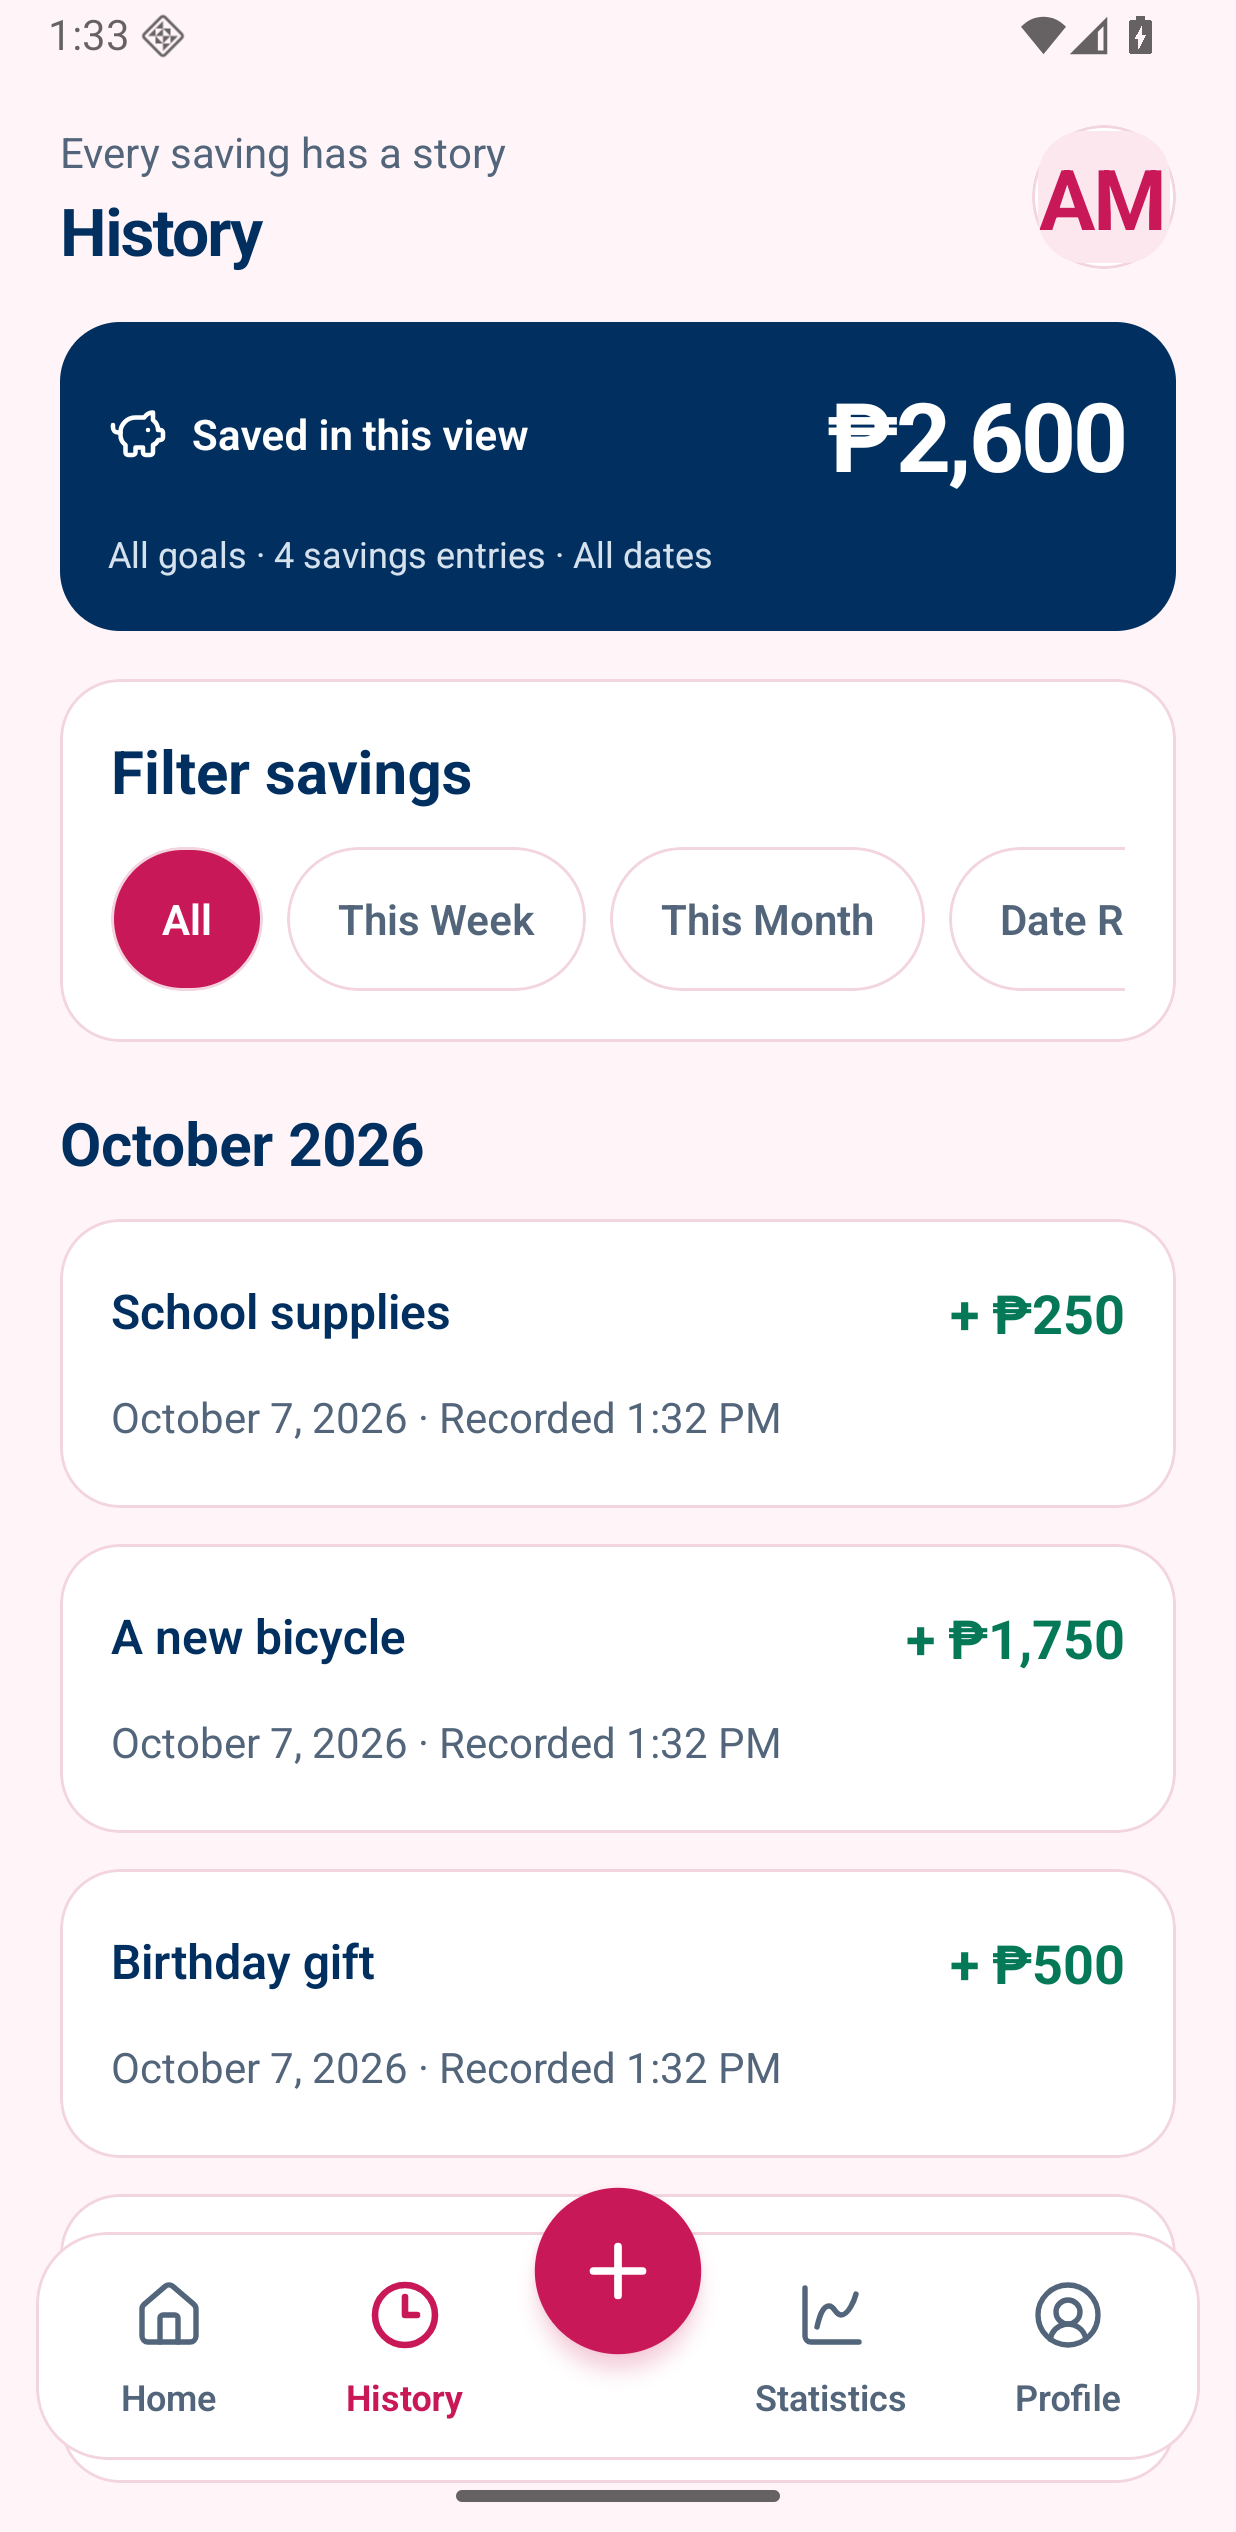 1:33
Every saving has a story
History
AM
Saved in this view
₱2,600
All goals · 4 savings entries · All dates
Filter savings
All
This Week
This Month
Date R
October 2026
School supplies
+ ₱250
October 7, 2026 · Recorded 1:32 PM
A new bicycle
+ ₱1,750
October 7, 2026 · Recorded 1:32 PM
Birthday gift
+ ₱500
October 7, 2026 · Recorded 1:32 PM
Home
History
Statistics
Profile